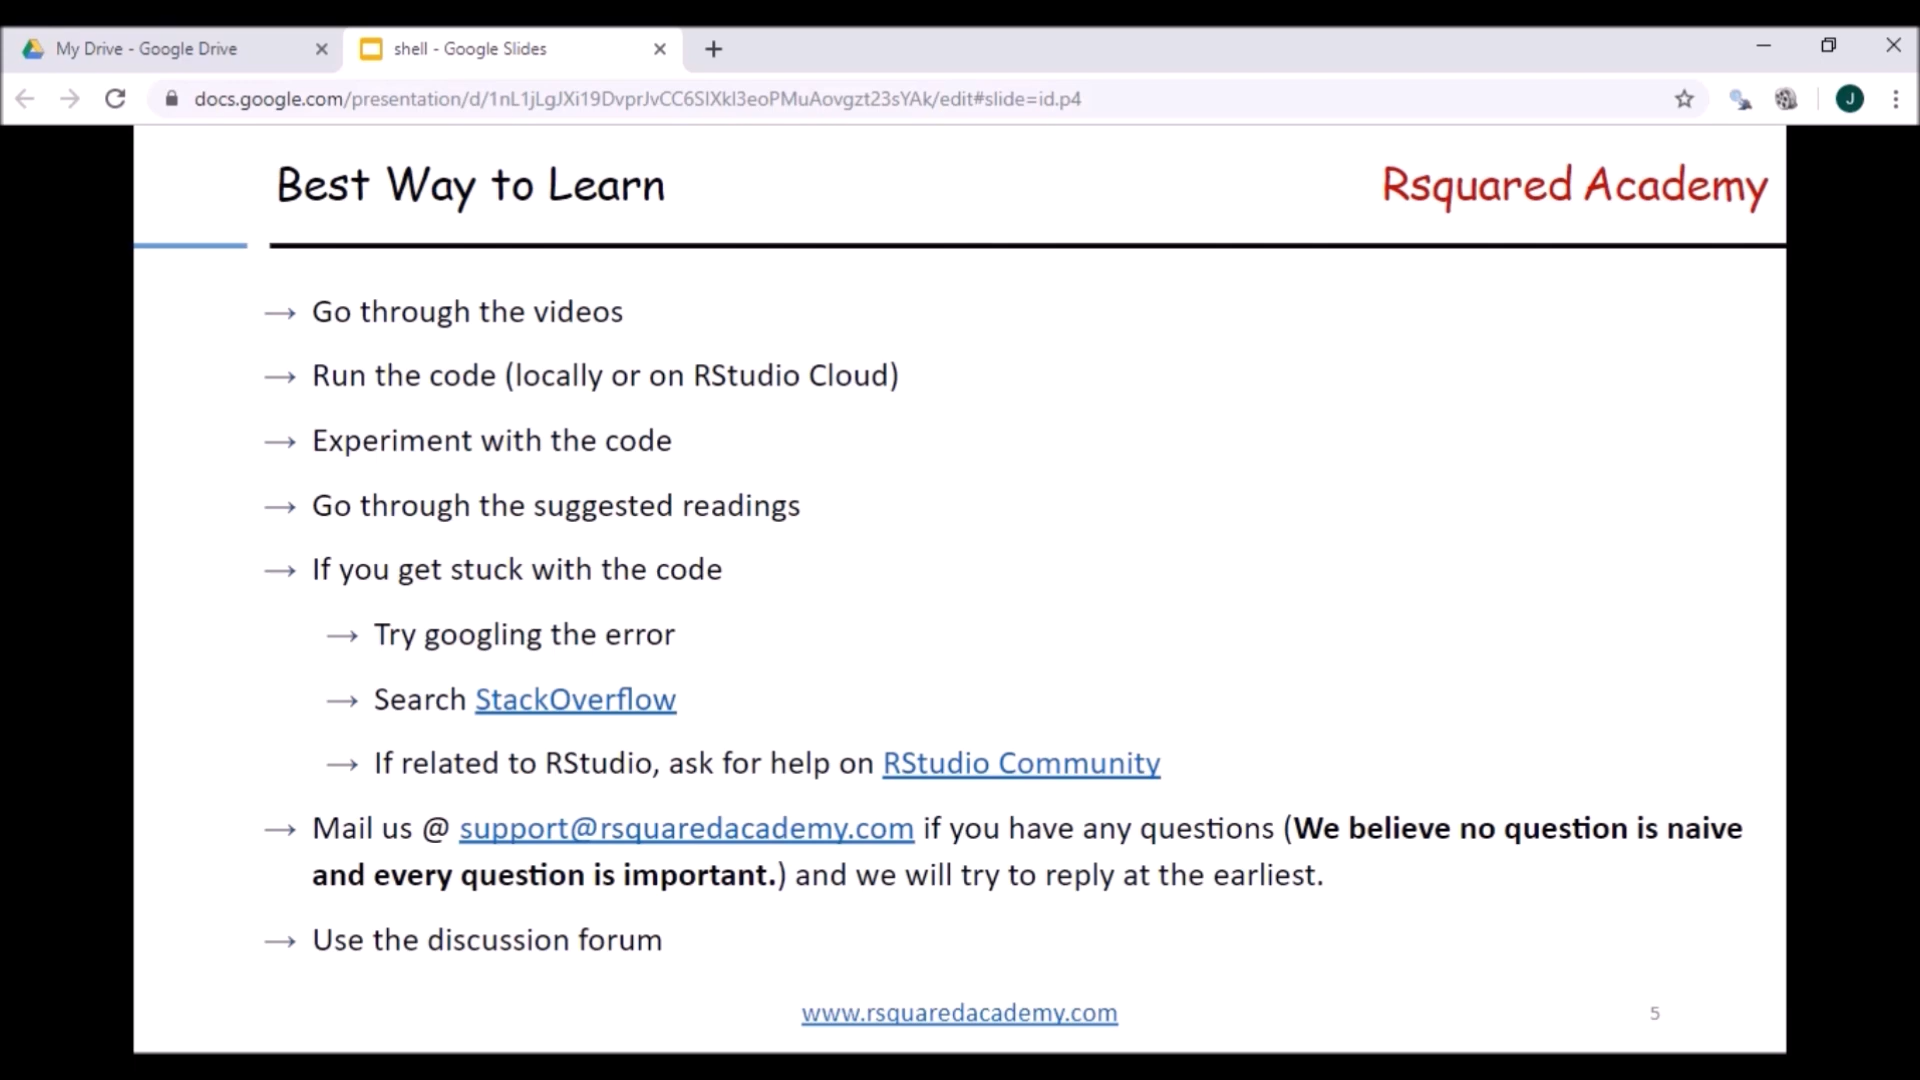 My Drive - Google Drive
shell - Google Slides
docs.google.com/presentation/d/1nL1jLgJXi19DvprJvCC6SIXkl3eoPMuAovgzt23sYAk/edit#slide=id.p4
J
Best Way to Learn
Rsquared Academy
→ Go through the videos
→ Run the code (locally or on RStudio Cloud)
→ Experiment with the code
→ Go through the suggested readings
→ If you get stuck with the code
→ Try googling the error
→ Search StackOverflow
→ If related to RStudio, ask for help on RStudio Community
→ Mail us @ support@rsquaredacademy.com if you have any questions (We believe no question is naive
and every question is important.) and we will try to reply at the earliest.
→ Use the discussion forum
www.rsquaredacademy.com
5